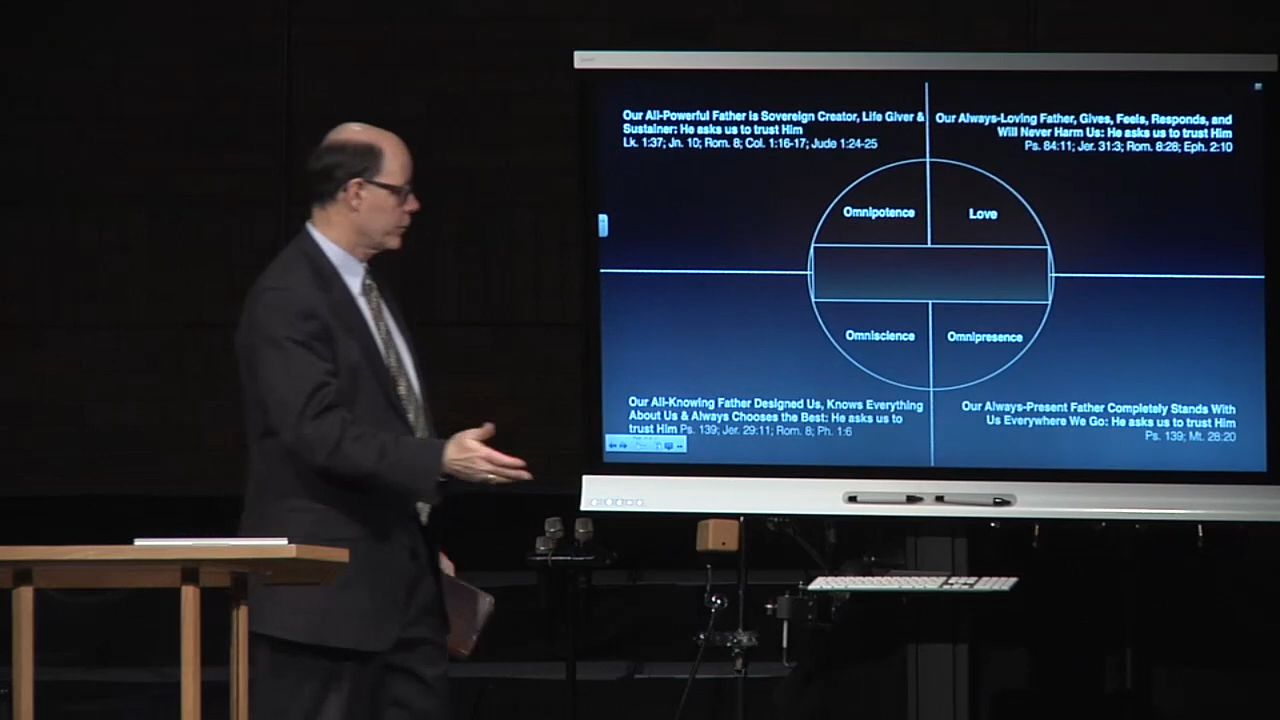 Our All-Powerful Father is Sovereign Creator, Life Giver &
Sustainer: He asks us to trust Him
Lk. 1:37; Jn. 10; Rom. 8; Col. 1:16-17; Jude 1:24-25
Our Always-Loving Father, Gives, Feels, Responds, and
Will Never Harm Us: He asks us to trust Him
Ps. 84:11; Jer. 31:3; Rom. 8:28; Eph. 2:10
Omnipotence
Love
Omniscience
Omnipresence
Our All-Knowing Father Designed Us, Knows Everything
About Us & Always Chooses the Best: He asks us to
trust Him Ps. 139; Jer. 29:11; Rom. 8; Ph. 1:6
Our Always-Present Father Completely Stands With
Us Everywhere We Go: He asks us to trust Him
Ps. 139; Mt. 28:20